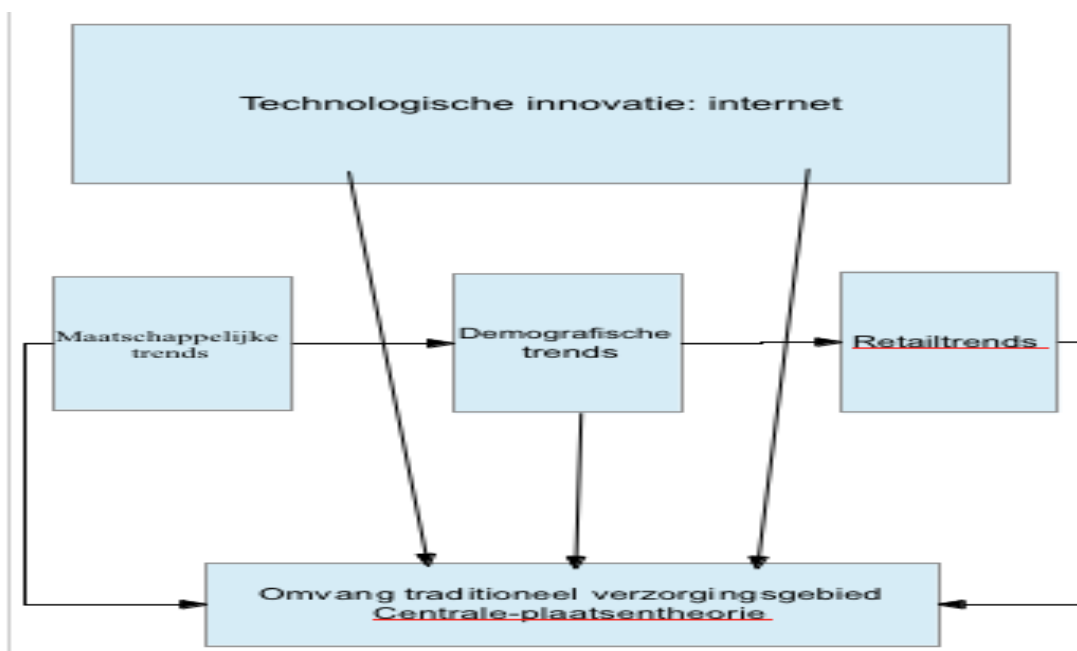 Technologische innovatie: internet
Maatschappelijke
trends
Demografische
trends
Retailtrends
Omvang traditioneel verzorgingsgebied
Centrale-plaatsentheorie